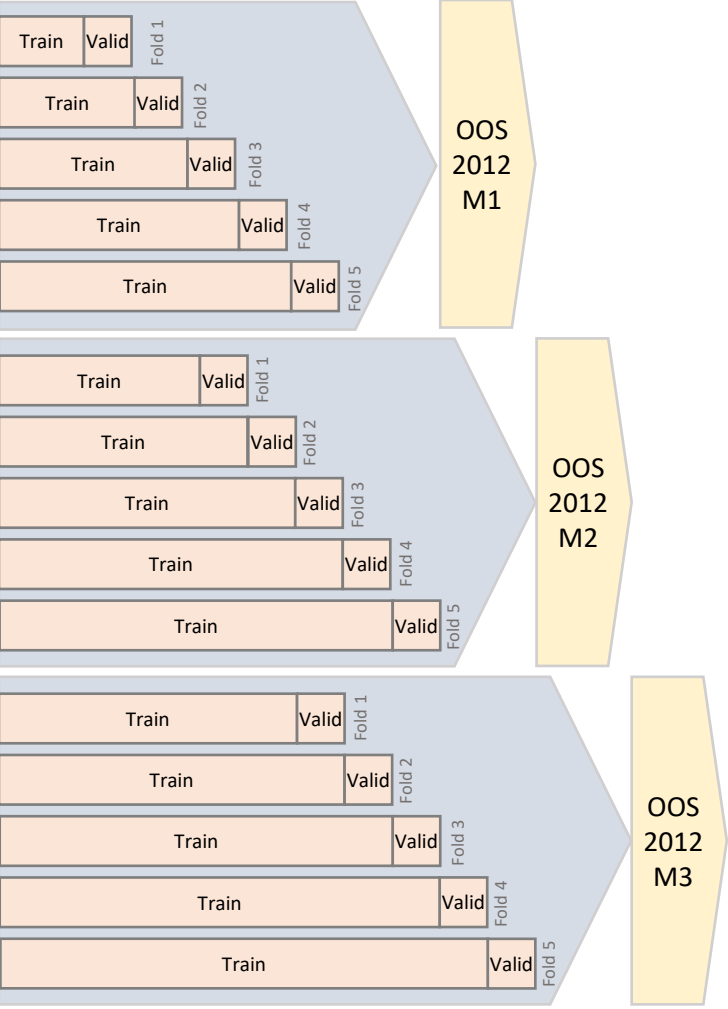 Train Valid Fold 1
Train Valid Fold 2
Train Valid Fold 3
Train Valid Fold 4
Train Valid Fold 5
OOS
2012
M1
Train Valid Fold 1
Train Valid Fold 2
Train Valid Fold 3
Train Valid Fold 4
Train Valid Fold 5
OOS
2012
M2
Train Valid Fold 1
Train Valid Fold 2
Train Valid Fold 3
Train Valid Fold 4
Train Valid Fold 5
OOS
2012
M3